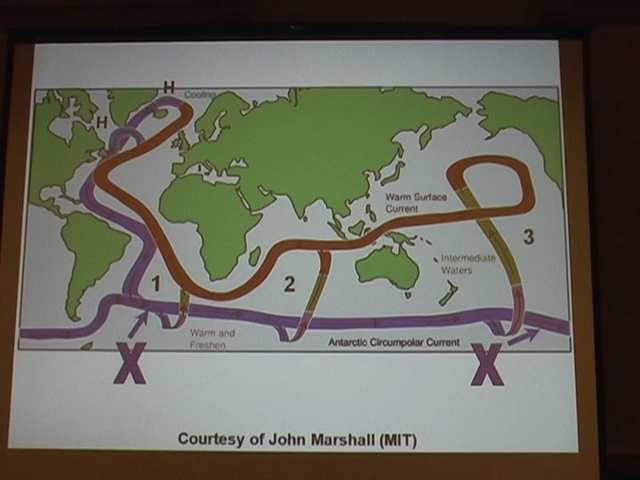 H
Cooling
H
Warm Surface
Current
3
Intermediate
Waters
1
2
Warm and
Freshen
Antarctic Circumpolar Current
X
X
Courtesy of John Marshall (MIT)